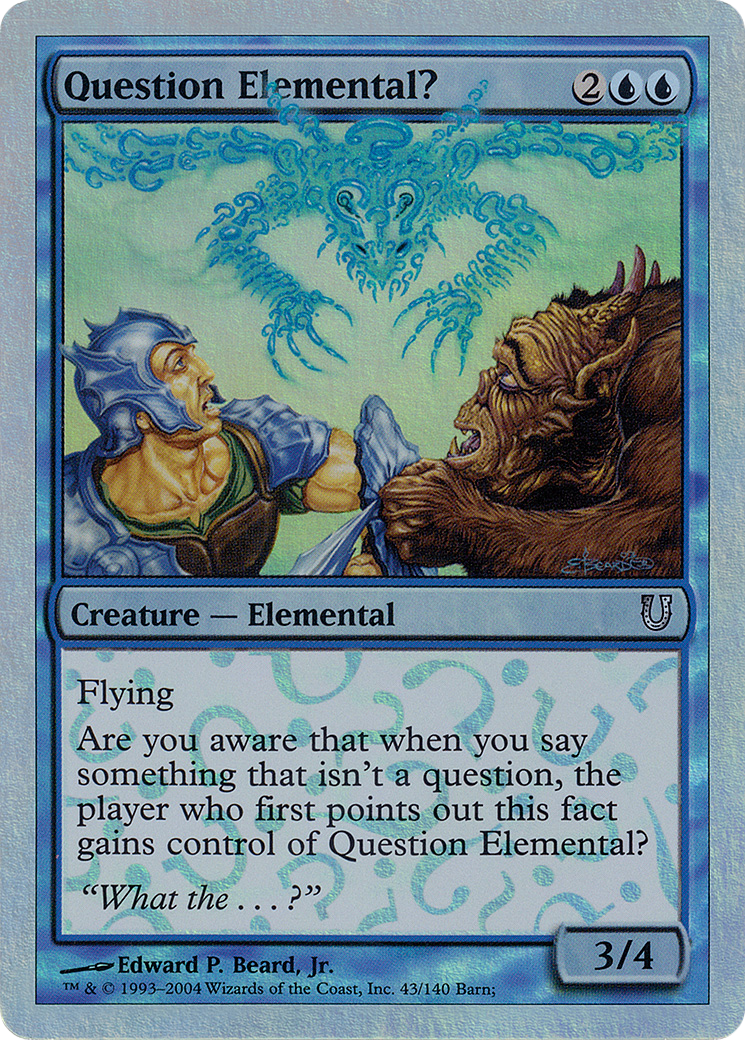 Question Elemental?
2
Creature — Elemental
Flying
Are you aware that when you say
something that isn't a question, the
player who first points out this fact
gains control of Question Elemental?
"What the . . . ?"
3/4
Edward P. Beard, Jr.
™ & © 1993–2004 Wizards of the Coast, Inc. 43/140 Barn;